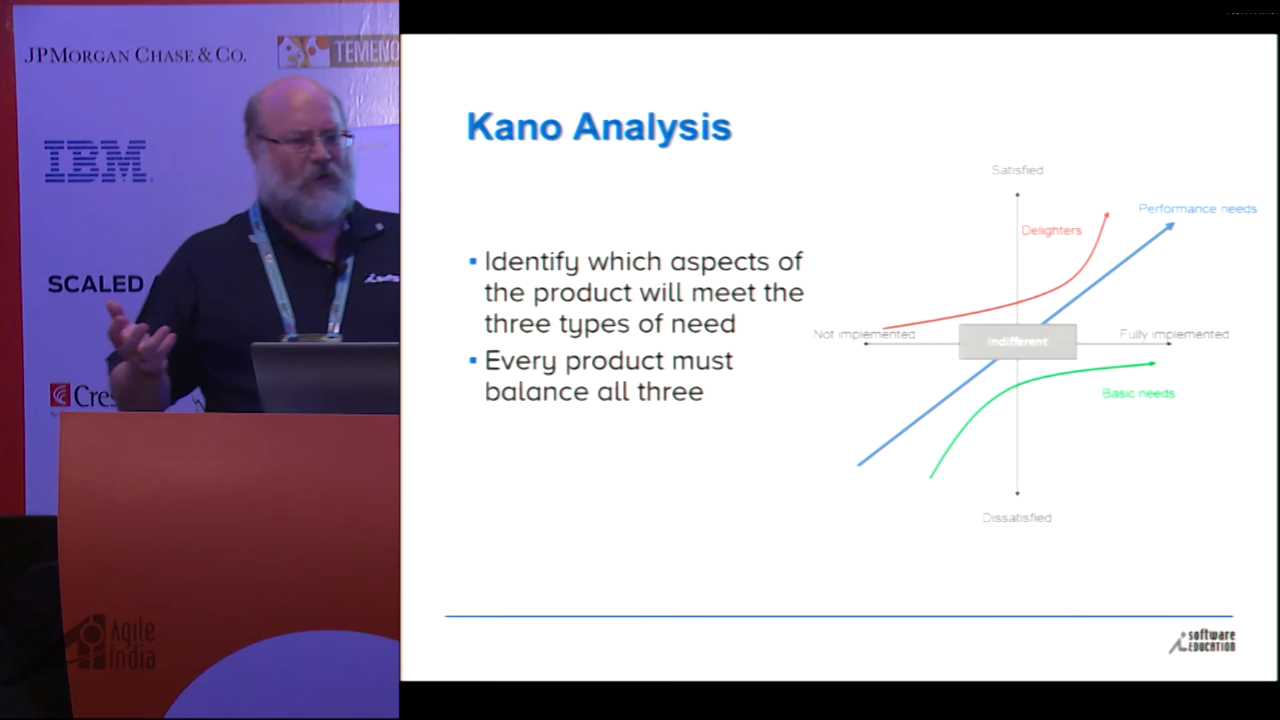 JPMORGAN CHASE & CO.
TEMENO
IBM
SCALED
Cres
Agile
India
Kano Analysis
Identify which aspects of
the product will meet the
three types of need
Every product must
balance all three
Satisfied
Performance needs
Delighters
Not implemented
Indifferent
Fully implemented
Basic needs
Dissatisfied
software
EDUCATION